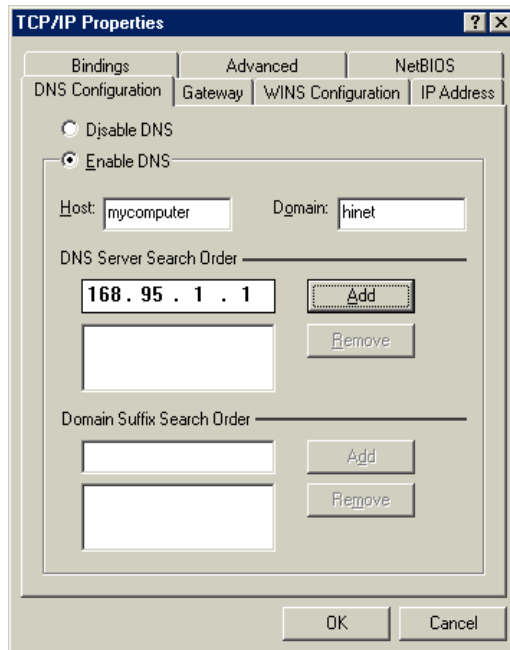 TCP/IP Properties
? ×
Bindings Advanced NetBIOS
DNS Configuration Gateway WINS Configuration IP Address
Disable DNS
Enable DNS
Host: mycomputer Domain: hinet
DNS Server Search Order
168 . 95 . 1 . 1 Add
Remove
Domain Suffix Search Order
Add
Remove
OK Cancel